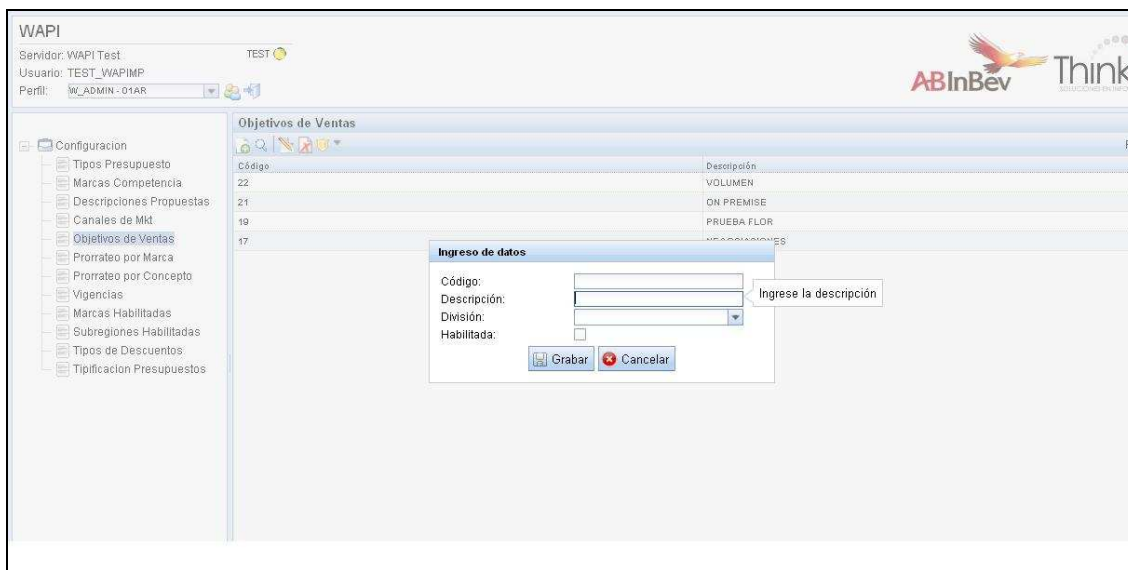 WAPI
Servidor: WAPI Test TEST
Usuario: TEST_WAPIMP
Perfil: W_ADMIN - 01AR
ABInBev
Think
Configuracion
Tipos Presupuesto
Marcas Competencia
Descripciones Propuestas
Canales de Mkt
Objetivos de Ventas
Prorrateo por Marca
Prorrateo por Concepto
Vigencias
Marcas Habilitadas
Subregiones Habilitadas
Tipos de Descuentos
Tipificacion Presupuestos
Objetivos de Ventas
Código Descripción
22 VOLUMEN
21 ON PREMISE
19 PRUEBA FLOR
17
Ingreso de datos
Código:
Descripción:
Ingrese la descripción
División:
Habilitada:
Grabar Cancelar